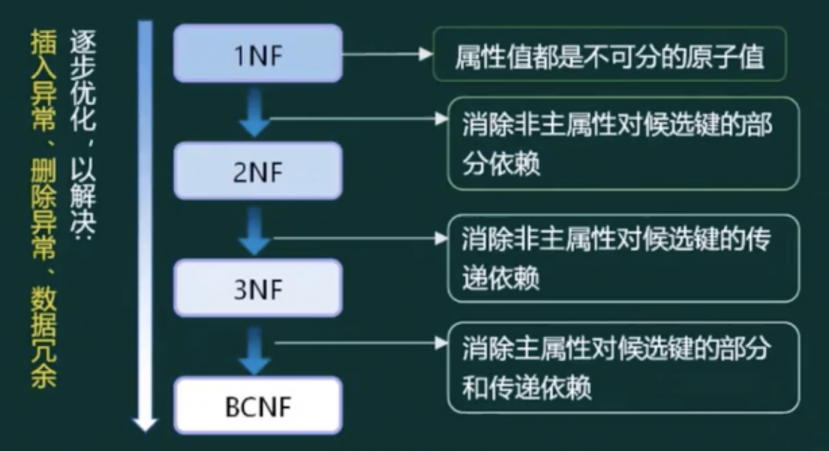 逐步优化,以解决:
插入异常、删除异常、数据冗余
1NF
属性值都是不可分的原子值
消除非主属性对候选键的部
分依赖
2NF
消除非主属性对候选键的传
递依赖
3NF
消除主属性对候选键的部分
和传递依赖
BCNF